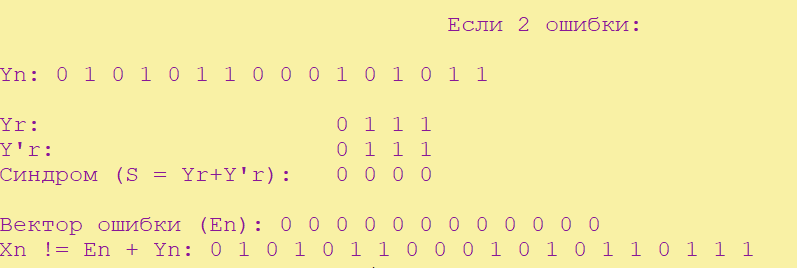 Если 2 ошибки:
Yn: 0 1 0 1 0 1 1 0 0 0 1 0 1 0 1 1
Yr: 0 1 1 1
Y'r: 0 1 1 1
Синдром (S = Yr+Y'r): 0 0 0 0
Вектор ошибки (En): 0 0 0 0 0 0 0 0 0 0 0 0
Xn != En + Yn: 0 1 0 1 0 1 1 0 0 0 1 0 1 0 1 1 0 1 1 1